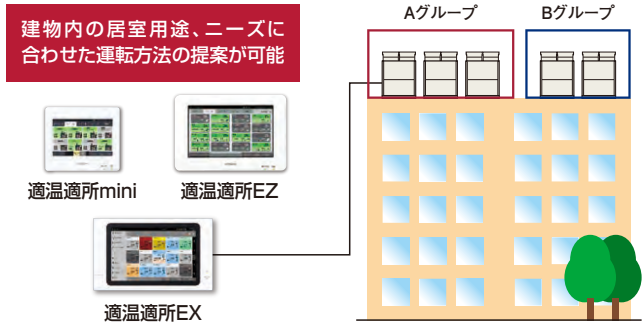 建物内の居室用途、ニーズに
合わせた運転方法の提案が可能
Aグループ
Bグループ
適温適所mini
適温適所EZ
適温適所EX